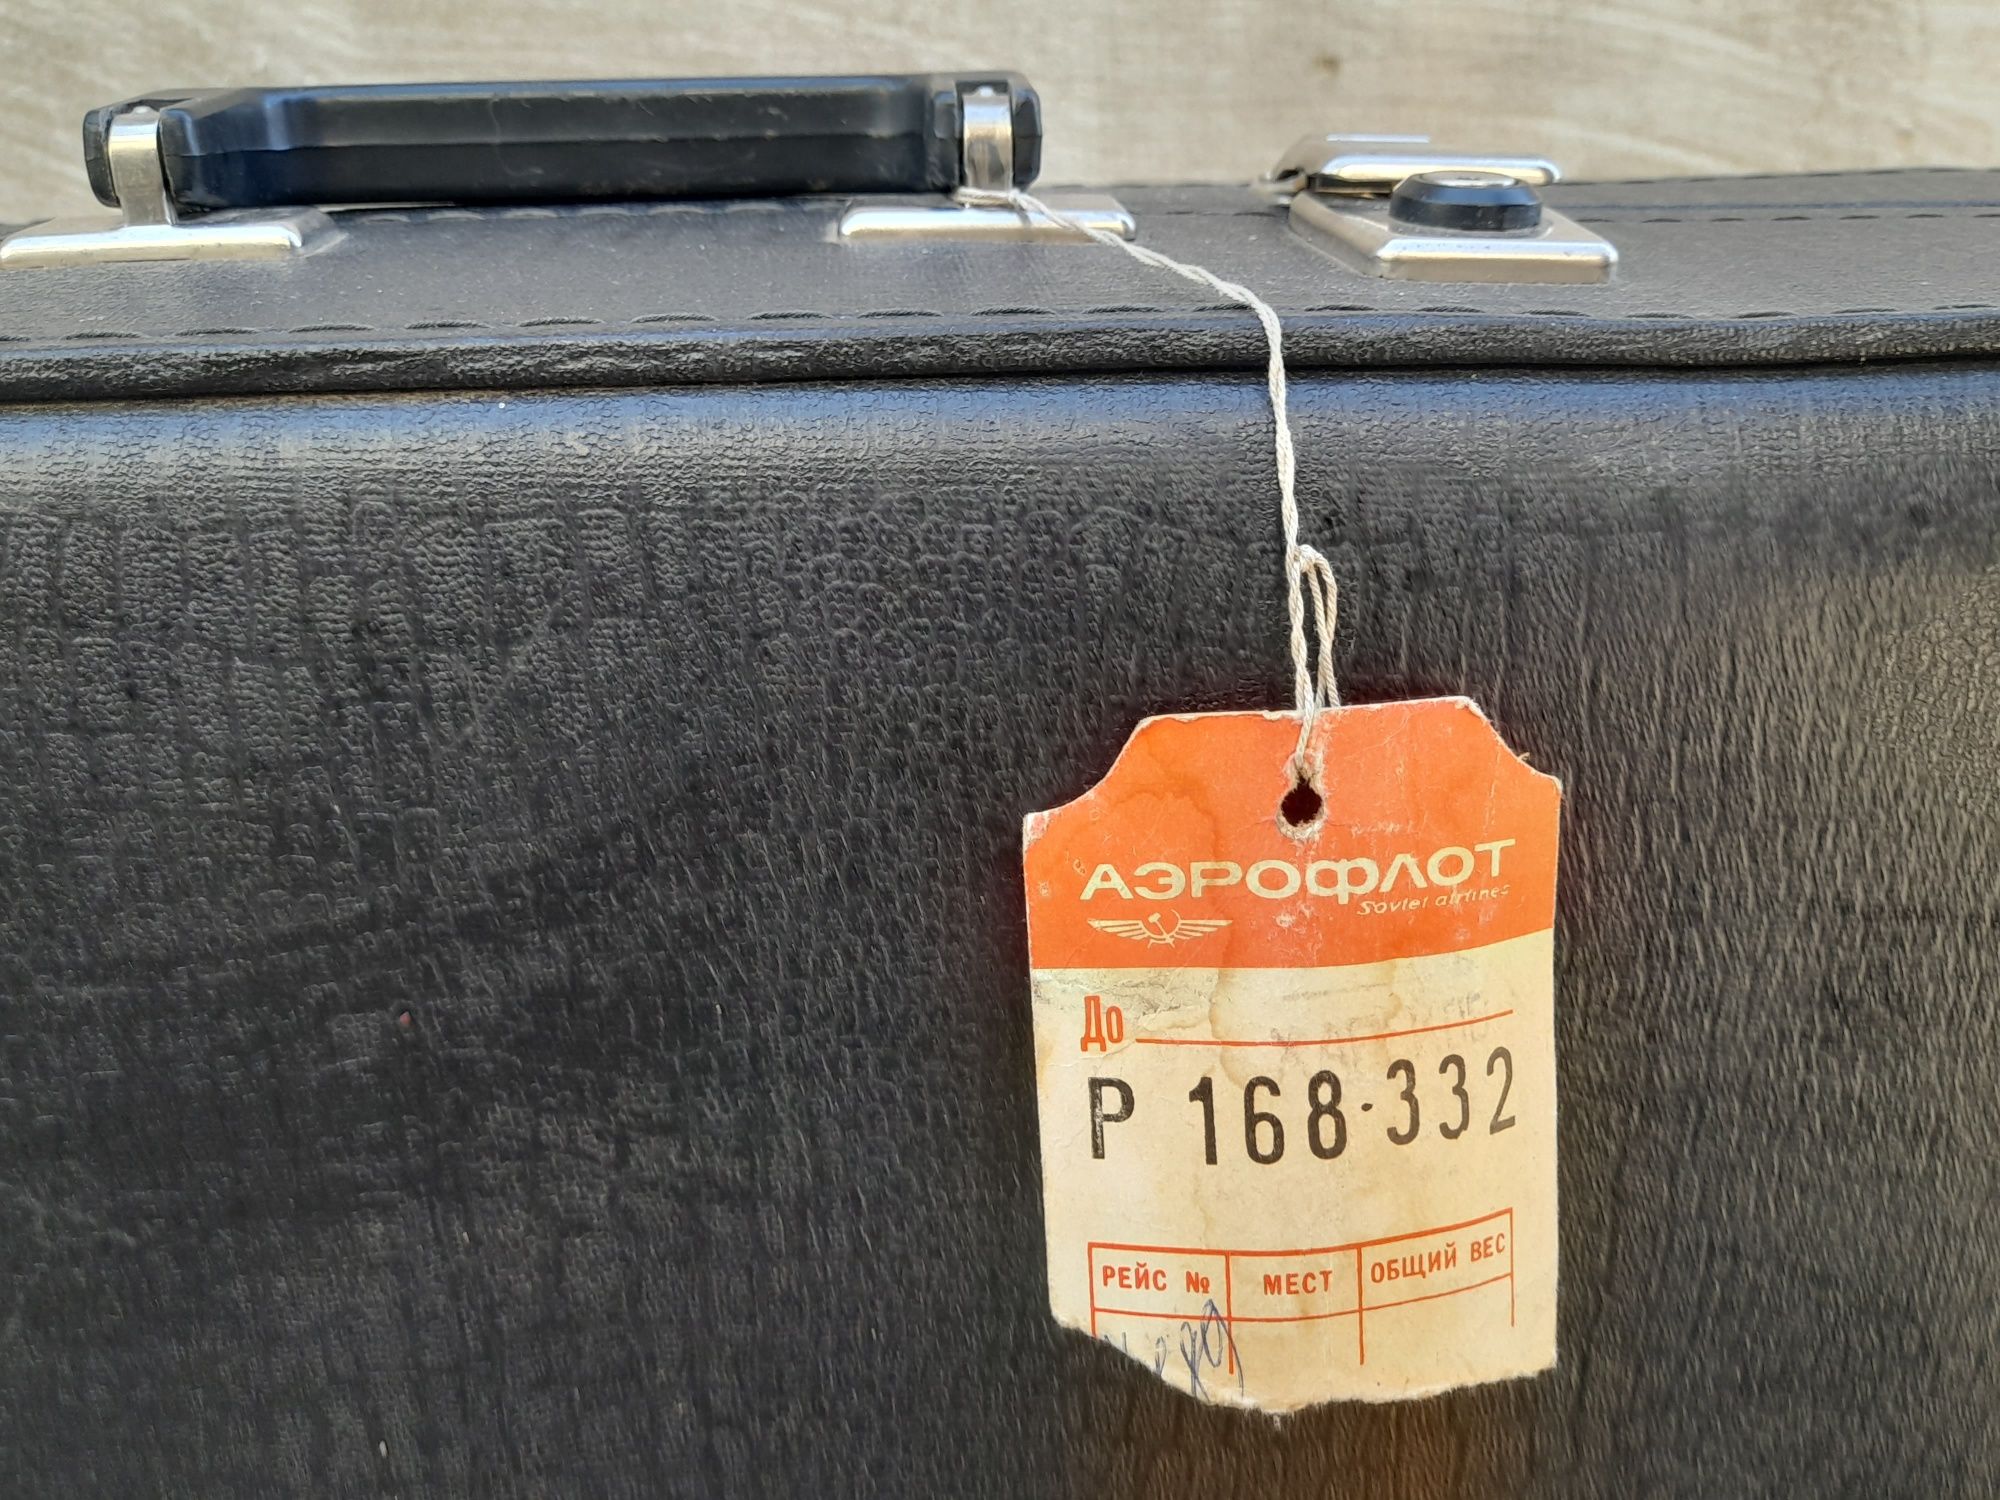 АЭРОФЛОТ
Soviet airlines
До
Р 168·332
РЕЙС № МЕСТ ОБЩИЙ ВЕС